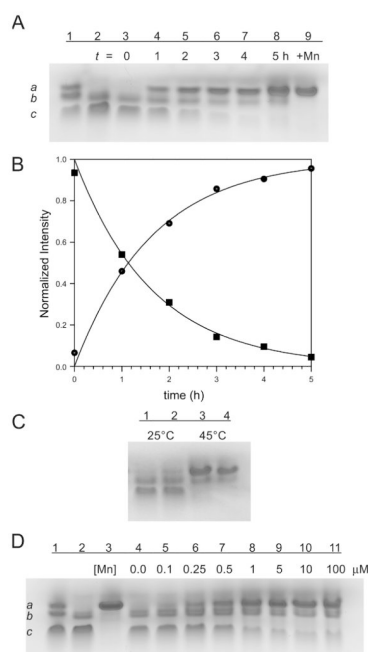 A
1 2 3 4 5 6 7 8 9
t = 0 1 2 3 4 5 h +Mn
a
b
c
B
Normalized Intensity
1.0
0.8
0.6
0.4
0.2
0.0
0 1 2 3 4 5
time (h)
C
1 2 3 4
25°C 45°C
D
1 2 3 4 5 6 7 8 9 10 11
[Mn] 0.0 0.1 0.25 0.5 1 5 10 100 µM
a
b
c